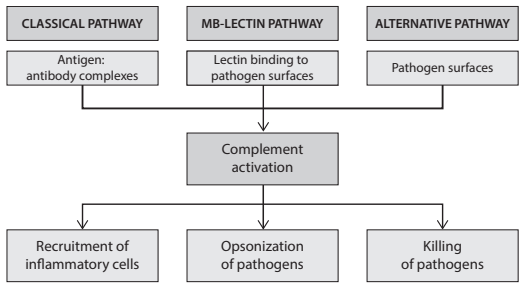 CLASSICAL PATHWAY
MB-LECTIN PATHWAY
ALTERNATIVE PATHWAY
Antigen:
antibody complexes
Lectin binding to
pathogen surfaces
Pathogen surfaces
Complement
activation
Recruitment of
inflammatory cells
Opsonization
of pathogens
Killing
of pathogens